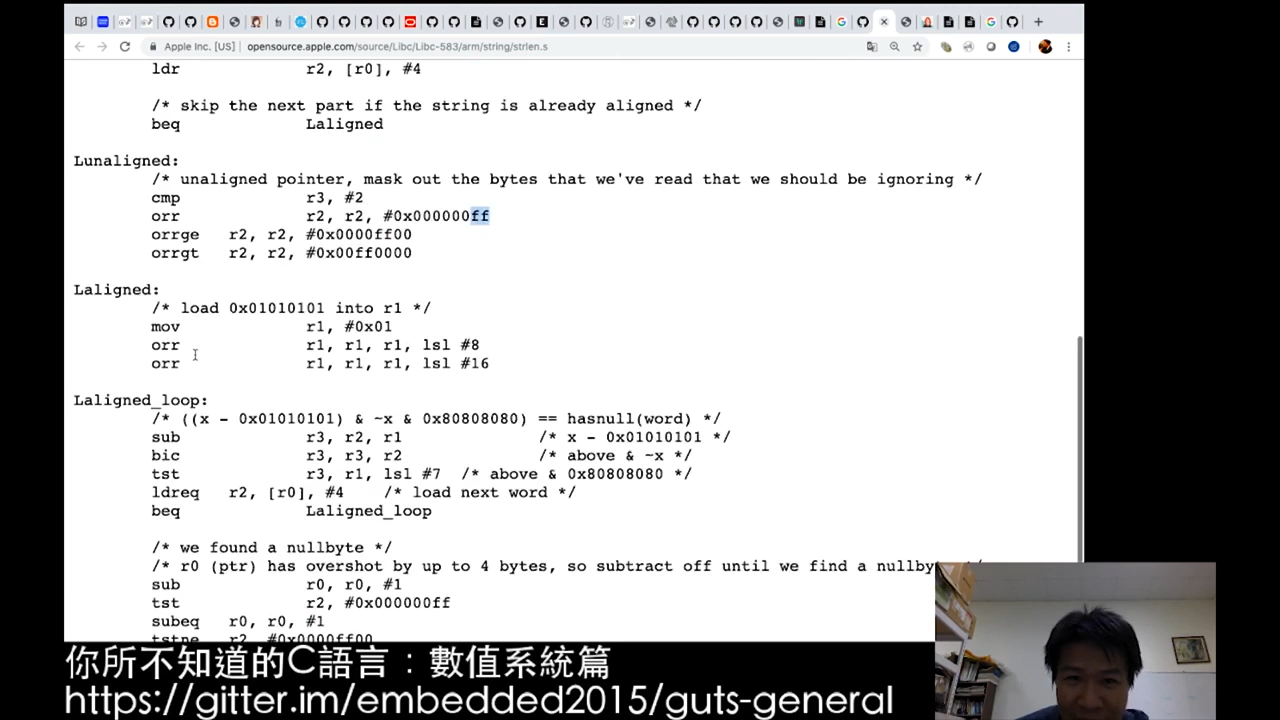 Apple Inc. [US] | opensource.apple.com/source/Libc/Libc-583/arm/string/strlen.s
ldr r2, [r0], #4
/* skip the next part if the string is already aligned */
beq Laligned
Lunaligned:
/* unaligned pointer, mask out the bytes that we've read that we should be ignoring */
cmp r3, #2
orr r2, r2, #0x000000ff
orrge r2, r2, #0x0000ff00
orrgt r2, r2, #0x00ff0000
Laligned:
/* load 0x01010101 into r1 */
mov r1, #0x01
orr r1, r1, r1, lsl #8
orr r1, r1, r1, lsl #16
Laligned_loop:
/* ((x - 0x01010101) & ~x & 0x80808080) == hasnull(word) */
sub r3, r2, r1 /* x - 0x01010101 */
bic r3, r3, r2 /* above & ~x */
tst r3, r1, lsl #7 /* above & 0x80808080 */
ldreq r2, [r0], #4 /* load next word */
beq Laligned_loop
/* we found a nullbyte */
/* r0 (ptr) has overshot by up to 4 bytes, so subtract off until we find a nullby */
sub r0, r0, #1
tst r2, #0x000000ff
subeq r0, r0, #1
tstne r2, #0x0000ff00
你所不知道的C語言：數值系統篇
https://gitter.im/embedded2015/guts-general